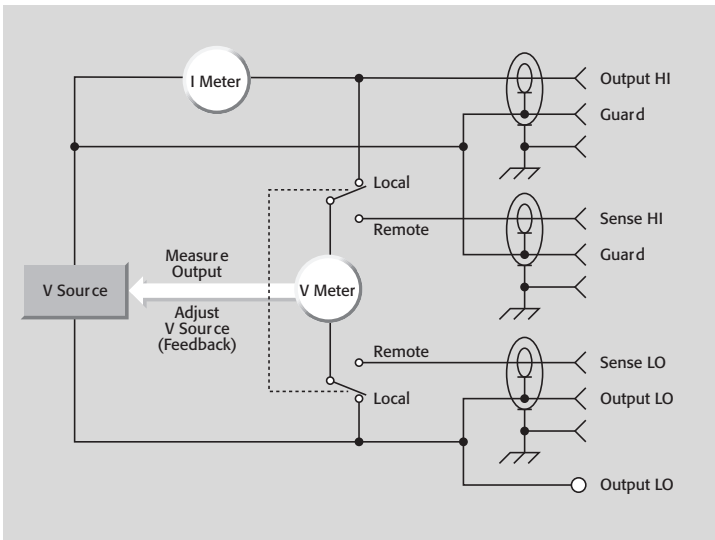 I Meter
Output HI
Guard
Local
Remote
Sense HI
Guard
V Source
Measure
Output
Adjust
V Source
(Feedback)
V Meter
Remote
Local
Sense LO
Output LO
Output LO